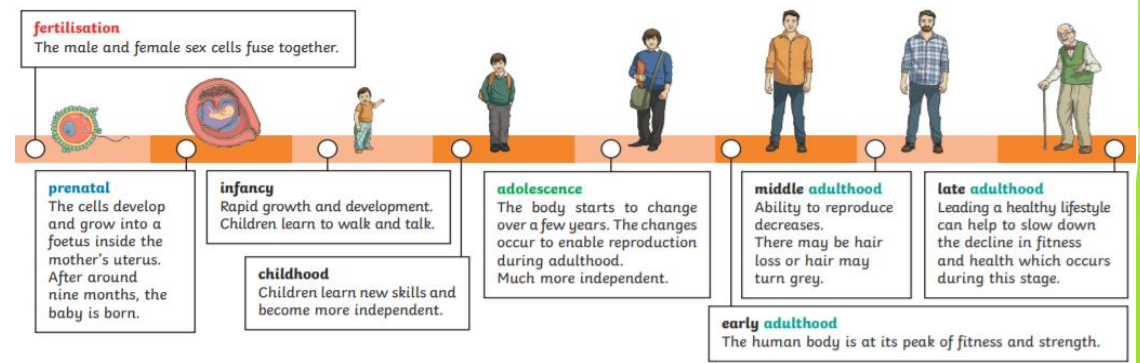 fertilisation
The male and female sex cells fuse together.
prenatal
The cells develop
and grow into a
foetus inside the
mother's uterus.
After around
nine months, the
baby is born.
infancy
Rapid growth and development.
Children learn to walk and talk.
childhood
Children learn new skills and
become more independent.
adolescence
The body starts to change
over a few years. The changes
occur to enable reproduction
during adulthood.
Much more independent.
early adulthood
The human body is at its peak of fitness and strength.
middle adulthood
Ability to reproduce
decreases.
There may be hair
loss or hair may
turn grey.
late adulthood
Leading a healthy lifestyle
can help to slow down
the decline in fitness
and health which occurs
during this stage.